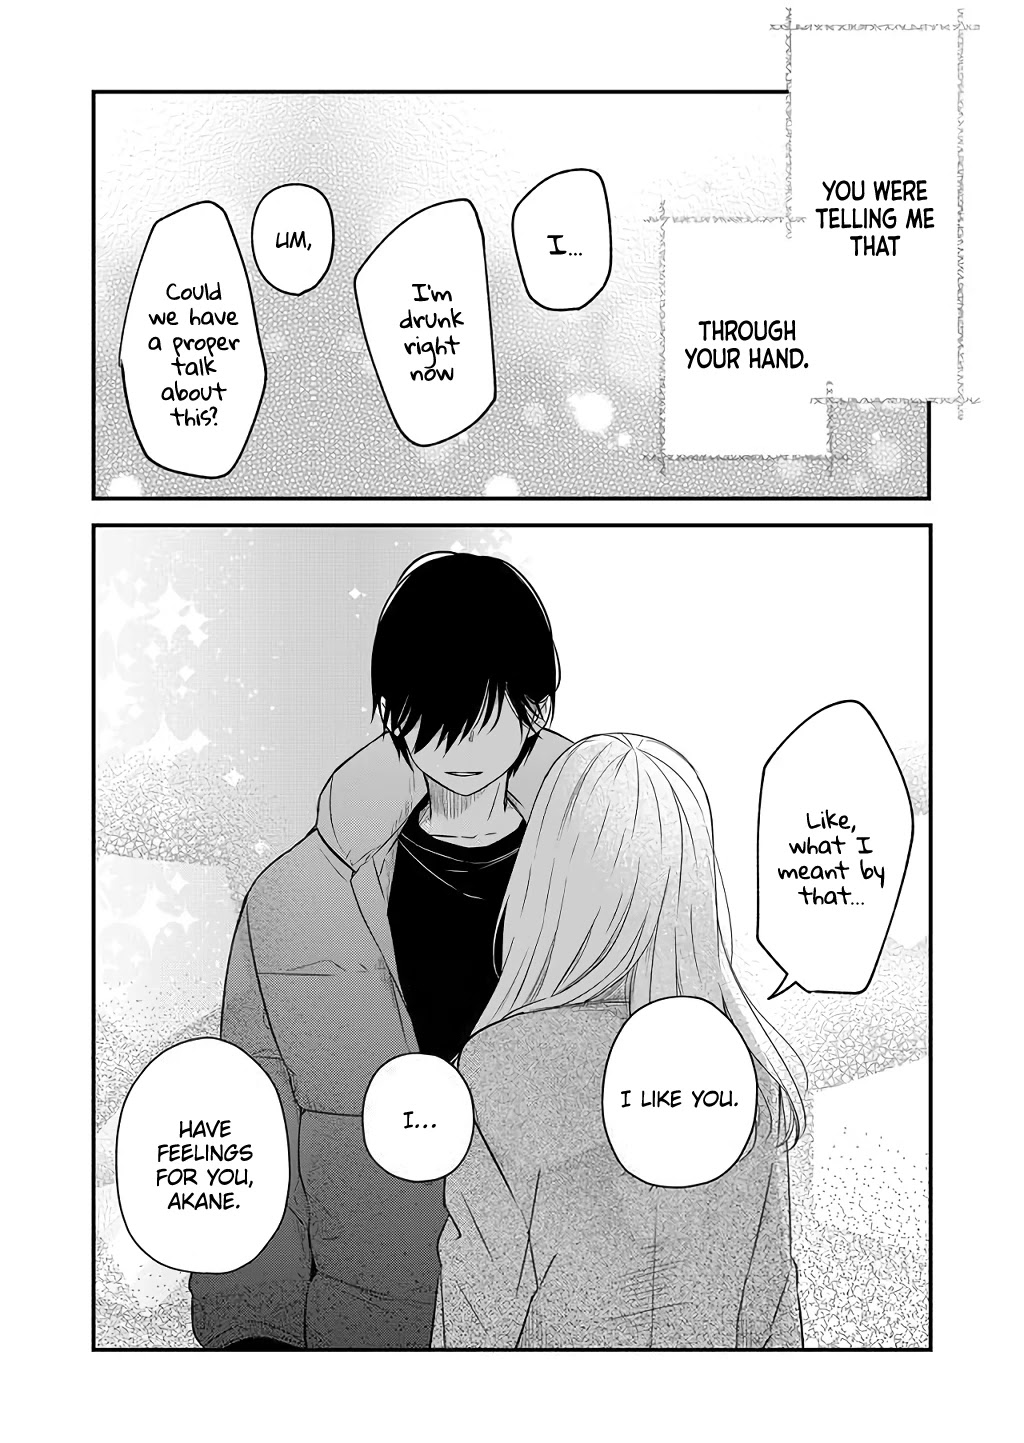 YOU WERE
TELLING ME
THAT
THROUGH
YOUR HAND.
I...
I'm
drunk
right
now
UM,
Could
we have
a proper
talk
about
this?
Like,
what I
meant by
that...
I LIKE YOU.
I...
HAVE
FEELINGS
FOR YOU,
AKANE.